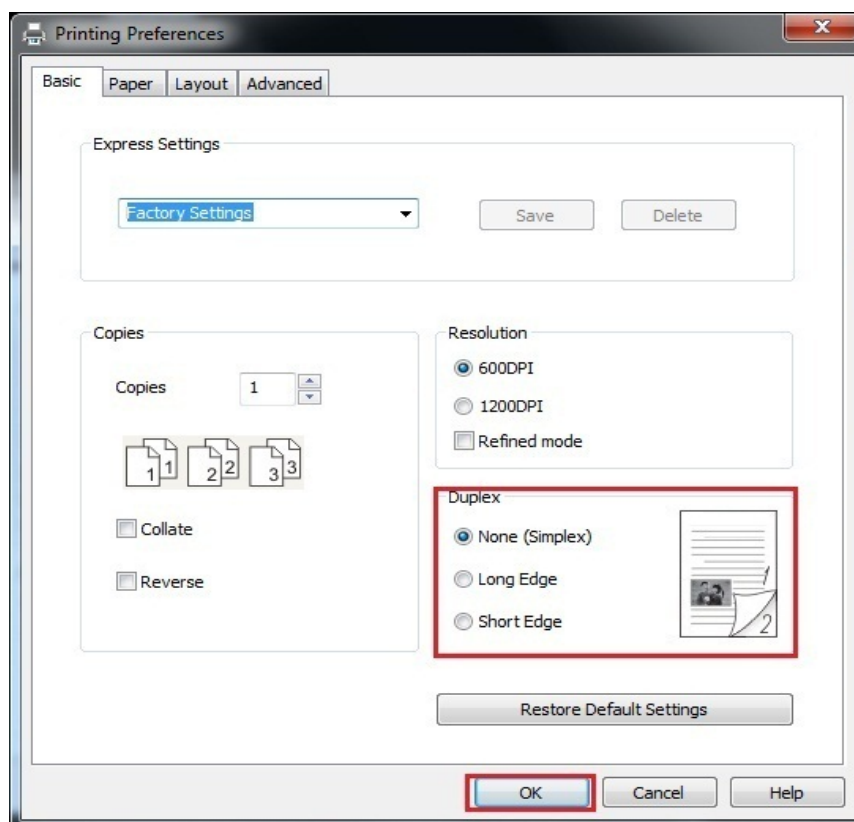 Printing Preferences
Basic Paper Layout Advanced
Express Settings
Factory Settings
Save Delete
Copies
Copies 1
1 1 2 2 3 3
Collate
Reverse
Resolution
600DPI
1200DPI
Refined mode
Duplex
None (Simplex)
Long Edge
Short Edge
1
2
Restore Default Settings
OK Cancel Help